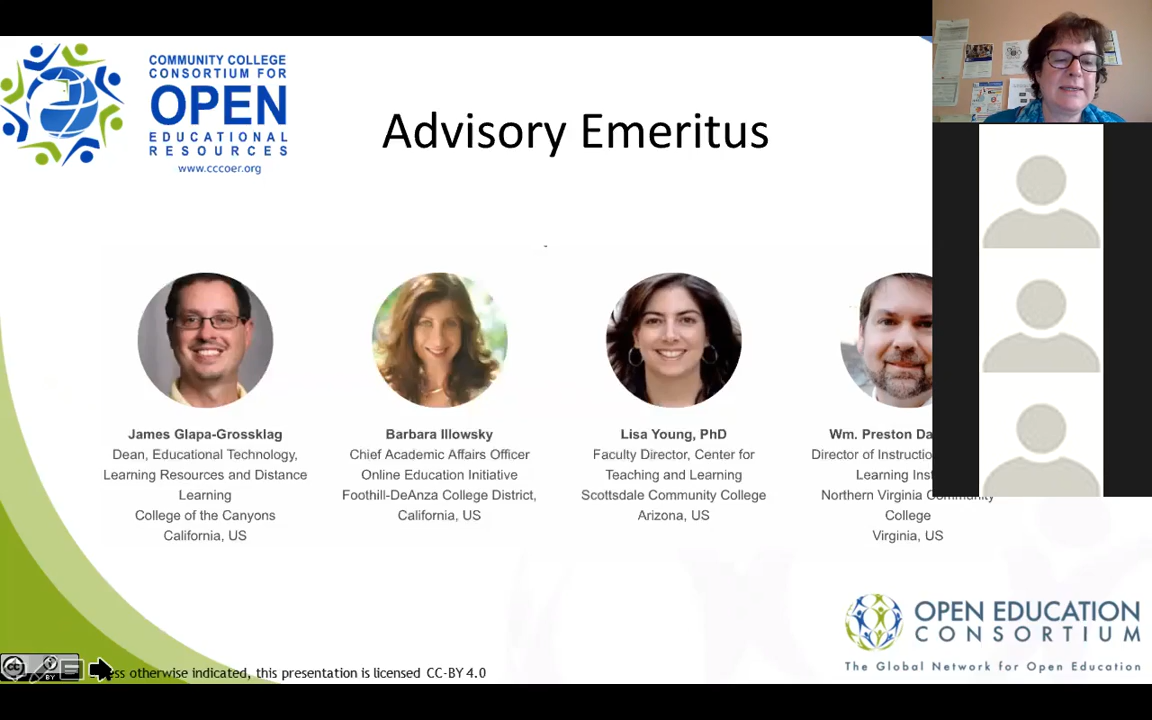 COMMUNITY COLLEGE
CONSORTIUM FOR
OPEN
EDUCATIONAL
RESOURCES
www.cccoer.org
Advisory Emeritus
James Glapa-Grossklag
Dean, Educational Technology,
Learning Resources and Distance
Learning
College of the Canyons
California, US
Barbara Illowsky
Chief Academic Affairs Officer
Online Education Initiative
Foothill-DeAnza College District,
California, US
Lisa Young, PhD
Faculty Director, Center for
Teaching and Learning
Scottsdale Community College
Arizona, US
Wm. Preston
Director of
Learning
Northern Virginia Community
College
Virginia, US
OPEN EDUCATION
CONSORTIUM
The Global Network for Open Education
cc BY
otherwise indicated, this presentation is licensed CC-BY 4.0